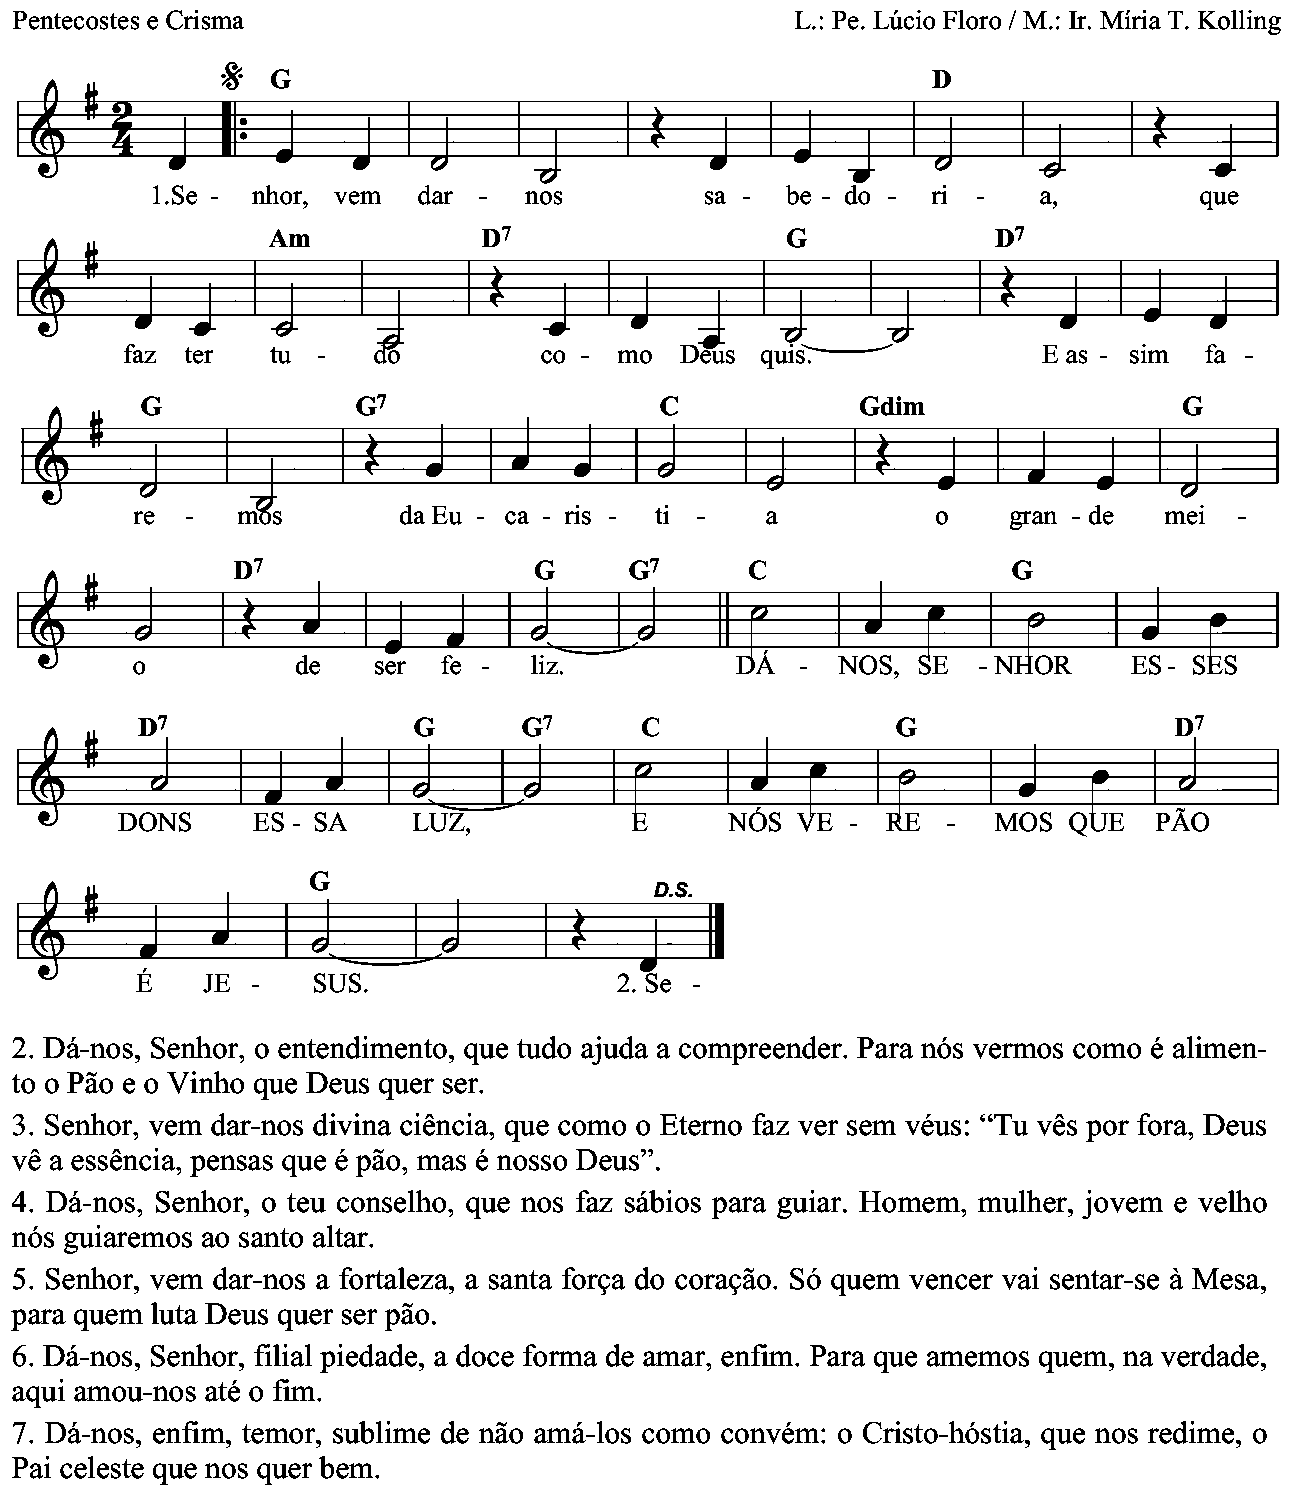 Pentecostes e Crisma L.: Pe. Lúcio Floro / M.: Ir. Míria T. Kolling
G D
1.Se - nhor, vem dar - nos sa - be - do - ri - a, que
Am D7 G D7
faz ter tu - do co - mo Deus quis. E as - sim fa -
G G7 C Gdim G
re - mos da Eu - ca - ris - ti - a o gran - de mei -
D7 G G7 C G
o de ser fe - liz. DÁ - NOS, SE - NHOR ES - SES
D7 G G7 C G D7
DONS ES - SA LUZ, E NÓS VE - RE - MOS QUE PÃO
G D.S.
É JE - SUS. 2. Se -
2. Dá-nos, Senhor, o entendimento, que tudo ajuda a compreender. Para nós vermos como é alimen-
to o Pão e o Vinho que Deus quer ser.
3. Senhor, vem dar-nos divina ciência, que como o Eterno faz ver sem véus: “Tu vês por fora, Deus
vê a essência, pensas que é pão, mas é nosso Deus”.
4. Dá-nos, Senhor, o teu conselho, que nos faz sábios para guiar. Homem, mulher, jovem e velho
nós guiaremos ao santo altar.
5. Senhor, vem dar-nos a fortaleza, a santa força do coração. Só quem vencer vai sentar-se à Mesa,
para quem luta Deus quer ser pão.
6. Dá-nos, Senhor, filial piedade, a doce forma de amar, enfim. Para que amemos quem, na verdade,
aqui amou-nos até o fim.
7. Dá-nos, enfim, temor, sublime de não amá-los como convém: o Cristo-hóstia, que nos redime, o
Pai celeste que nos quer bem.